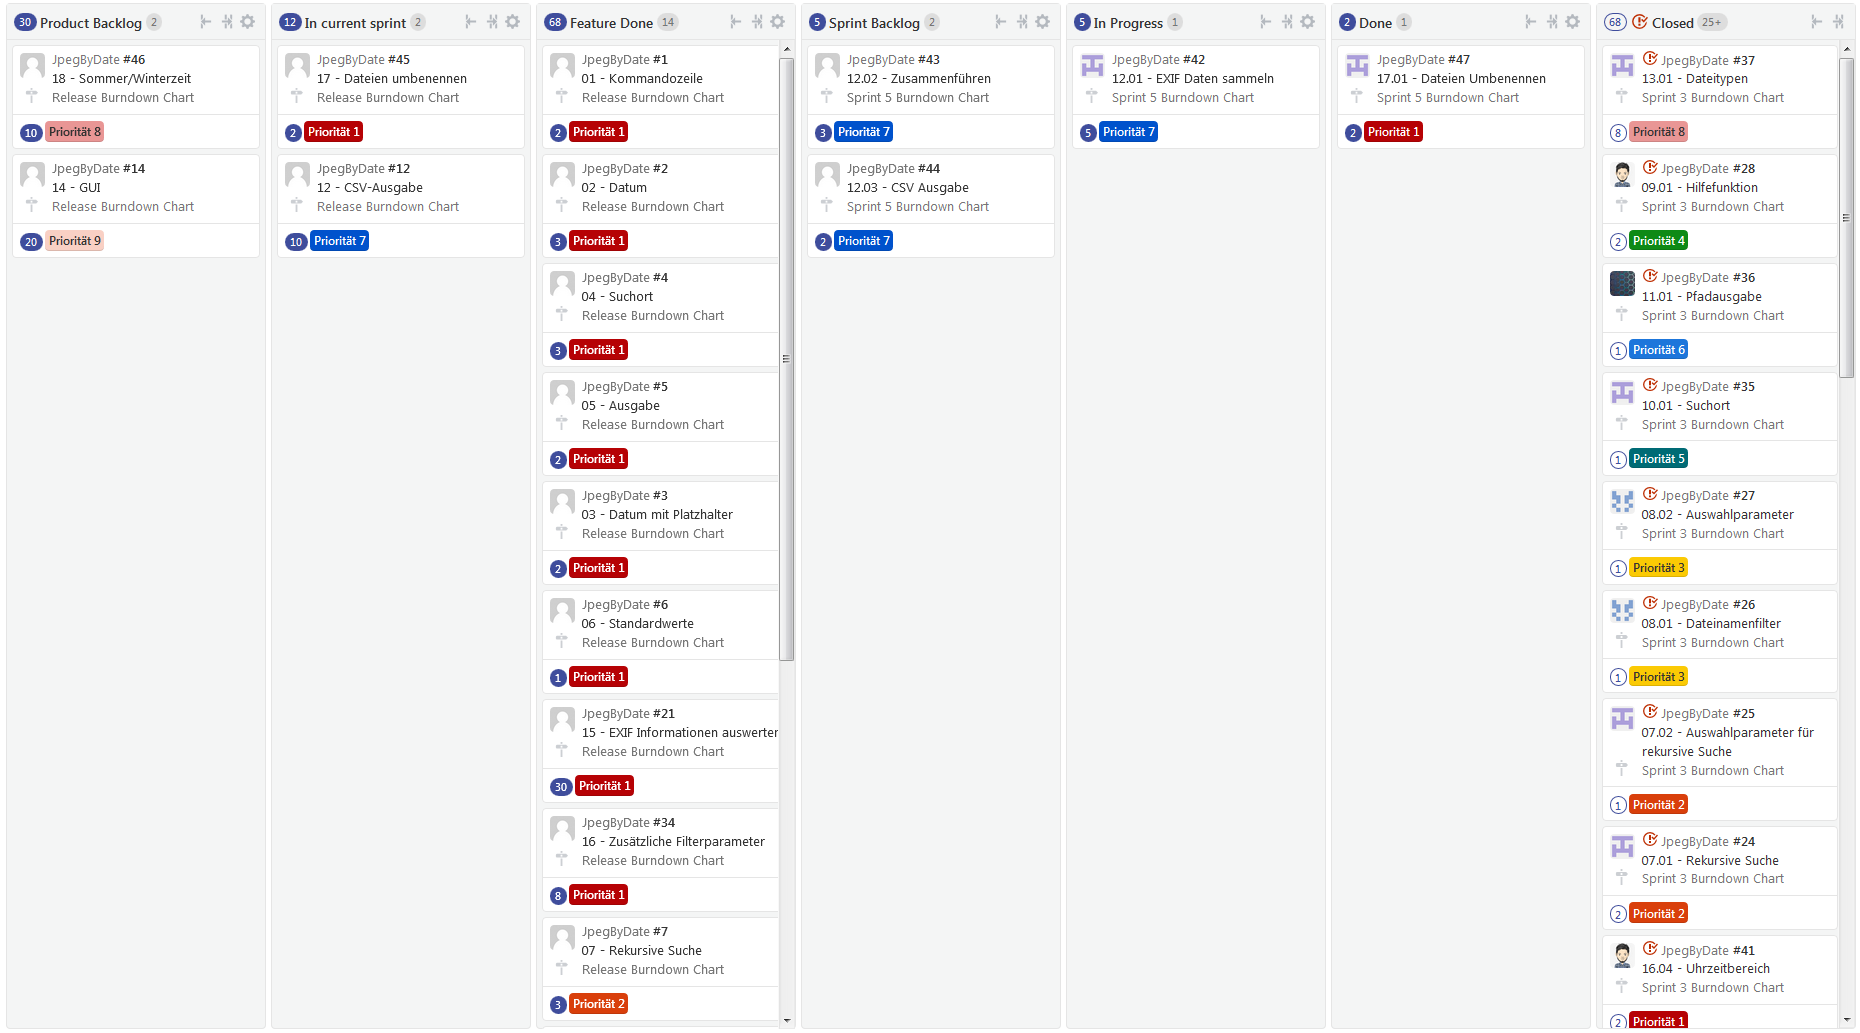 30 Product Backlog 2
JpegByDate #46
18 - Sommer/Winterzeit
Release Burndown Chart
10 Priorität 8
JpegByDate #14
14 - GUI
Release Burndown Chart
20 Priorität 9
12 In current sprint 2
JpegByDate #45
17 - Dateien umbenennen
Release Burndown Chart
2 Priorität 1
JpegByDate #12
12 - CSV-Ausgabe
Release Burndown Chart
10 Priorität 7
68 Feature Done 14
JpegByDate #1
01 - Kommandozeile
Release Burndown Chart
2 Priorität 1
JpegByDate #2
02 - Datum
Release Burndown Chart
3 Priorität 1
JpegByDate #4
04 - Suchort
Release Burndown Chart
3 Priorität 1
JpegByDate #5
05 - Ausgabe
Release Burndown Chart
2 Priorität 1
JpegByDate #3
03 - Datum mit Platzhalter
Release Burndown Chart
2 Priorität 1
JpegByDate #6
06 - Standardwerte
Release Burndown Chart
1 Priorität 1
JpegByDate #21
15 - EXIF Informationen auswerten
Release Burndown Chart
30 Priorität 1
JpegByDate #34
16 - Zusätzliche Filterparameter
Release Burndown Chart
8 Priorität 1
JpegByDate #7
07 - Rekursive Suche
Release Burndown Chart
3 Priorität 2
5 Sprint Backlog 2
JpegByDate #43
12.02 - Zusammenführen
Sprint 5 Burndown Chart
3 Priorität 7
JpegByDate #44
12.03 - CSV Ausgabe
Sprint 5 Burndown Chart
2 Priorität 7
5 In Progress 1
JpegByDate #42
12.01 - EXIF Daten sammeln
Sprint 5 Burndown Chart
5 Priorität 7
2 Done 1
JpegByDate #47
17.01 - Dateien Umbenennen
Sprint 5 Burndown Chart
2 Priorität 1
68 Closed 25+
JpegByDate #37
13.01 - Dateitypen
Sprint 3 Burndown Chart
8 Priorität 8
JpegByDate #28
09.01 - Hilfefunktion
Sprint 3 Burndown Chart
2 Priorität 4
JpegByDate #36
11.01 - Pfadausgabe
Sprint 3 Burndown Chart
1 Priorität 6
JpegByDate #35
10.01 - Suchort
Sprint 3 Burndown Chart
1 Priorität 5
JpegByDate #27
08.02 - Auswahlparameter
Sprint 3 Burndown Chart
1 Priorität 3
JpegByDate #26
08.01 - Dateinamenfilter
Sprint 3 Burndown Chart
1 Priorität 3
JpegByDate #25
07.02 - Auswahlparameter für
rekursive Suche
Sprint 3 Burndown Chart
1 Priorität 2
JpegByDate #24
07.01 - Rekursive Suche
Sprint 3 Burndown Chart
2 Priorität 2
JpegByDate #41
16.04 - Uhrzeitbereich
Sprint 3 Burndown Chart
2 Priorität 1